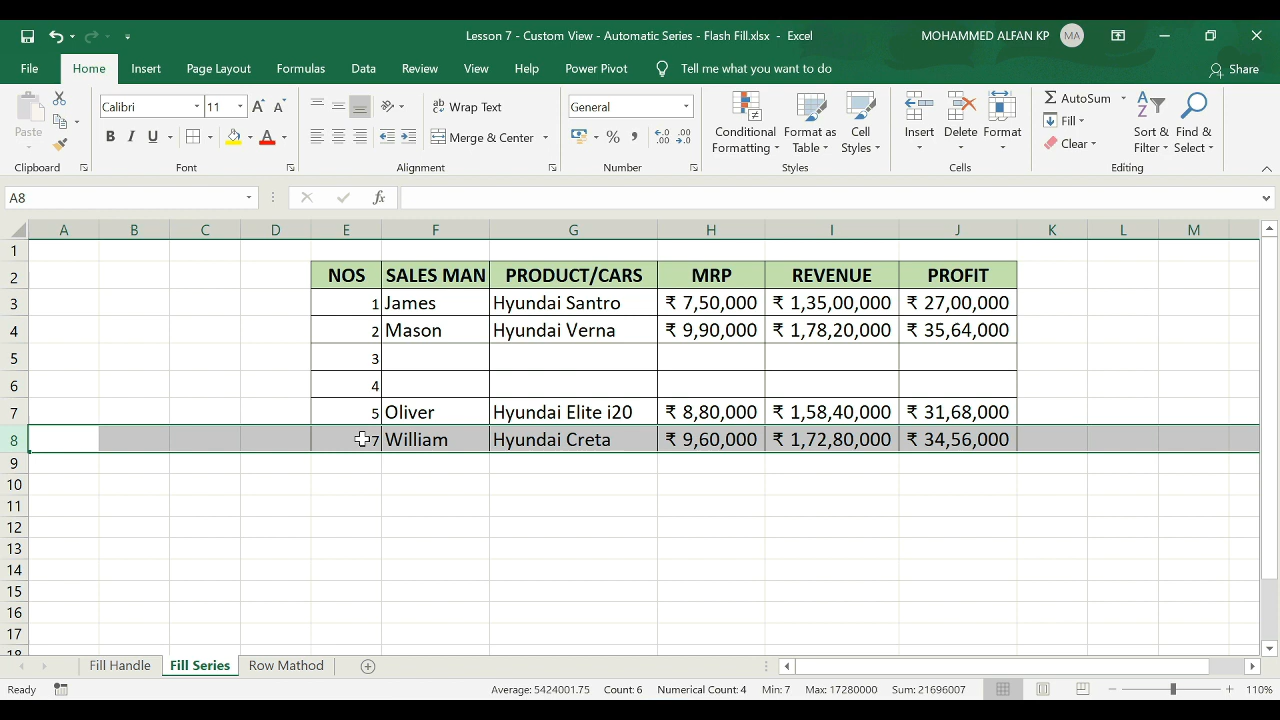 Lesson 7 - Custom View - Automatic Series - Flash Fill.xlsx - Excel
MOHAMMED ALFAN KP MA
File Home Insert Page Layout Formulas Data Review View Help Power Pivot Tell me what you want to do Share
Paste
Calibri 11 A A
B I U A
Wrap Text
Merge & Center
General
% , .00
Conditional Formatting
Format as Table
Cell Styles
Insert Delete Format
AutoSum
Fill
Clear
Sort & Filter
Find & Select
Clipboard Font Alignment Number Styles Cells Editing
A8 fx
A B C D E F G H I J K L M
1
2 NOS SALES MAN PRODUCT/CARS MRP REVENUE PROFIT
3 1 James Hyundai Santro ₹ 7,50,000 ₹ 1,35,00,000 ₹ 27,00,000
4 2 Mason Hyundai Verna ₹ 9,90,000 ₹ 1,78,20,000 ₹ 35,64,000
5 3
6 4
7 5 Oliver Hyundai Elite i20 ₹ 8,80,000 ₹ 1,58,40,000 ₹ 31,68,000
8 7 William Hyundai Creta ₹ 9,60,000 ₹ 1,72,80,000 ₹ 34,56,000
9
10
11
12
13
14
15
16
17
18
Fill Handle Fill Series Row Mathod
Ready Average: 5424001.75 Count: 6 Numerical Count: 4 Min: 7 Max: 17280000 Sum: 21696007 110%